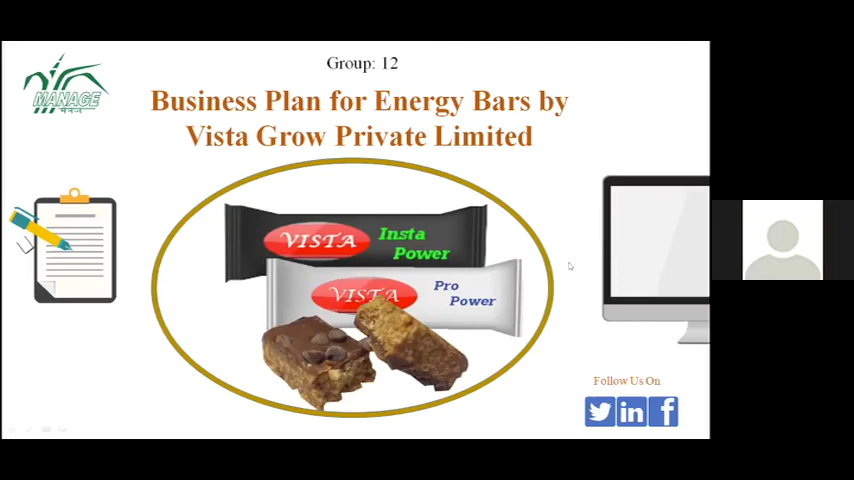 Group: 12
MANAGE
मैनेज
Business Plan for Energy Bars by
Vista Grow Private Limited
VISTA
Insta
Power
VISTA
Pro
Power
Follow Us On